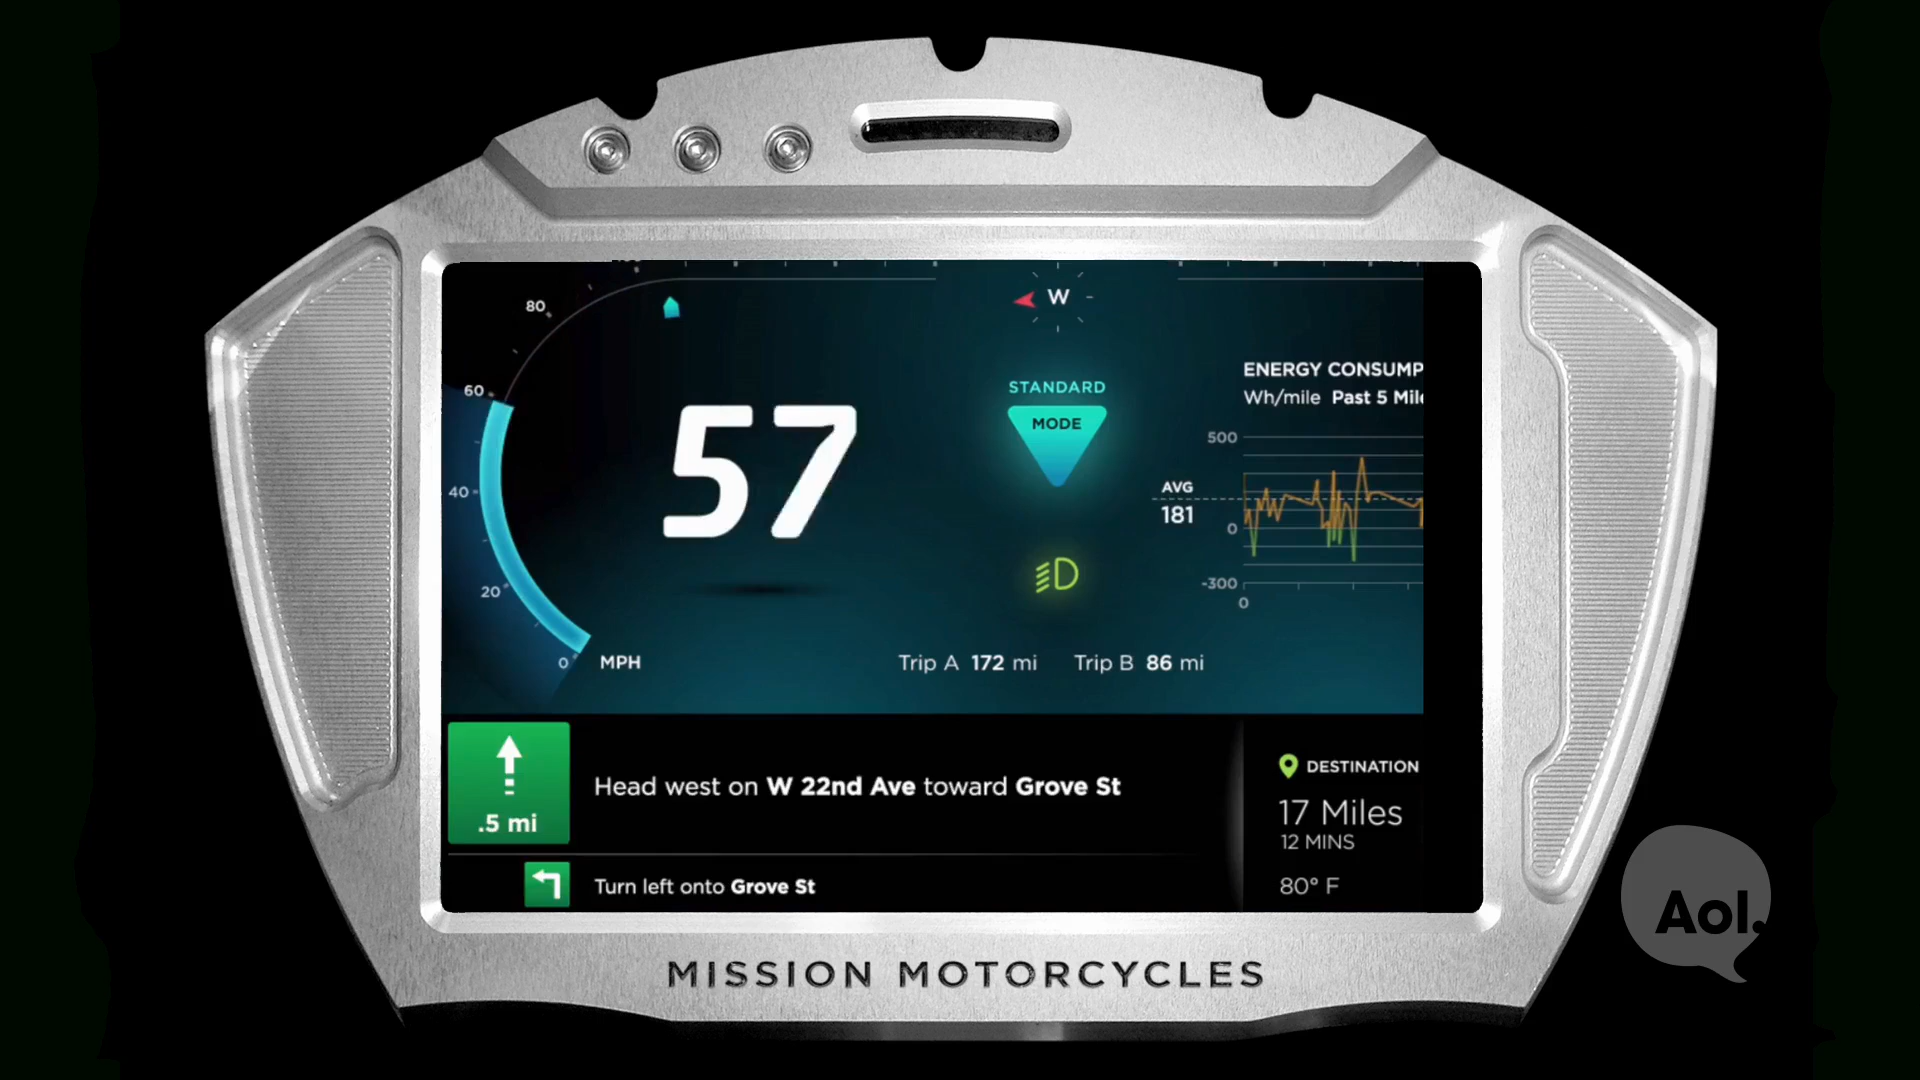 80
W
60
STANDARD
MODE
57
ENERGY CONSUMP
Wh/mile Past 5 Mile
500
40
AVG
181
0
-300
0
20
0
MPH
Trip A 172 mi
Trip B 86 mi
.5 mi
Head west on W 22nd Ave toward Grove St
Turn left onto Grove St
DESTINATION
17 Miles
12 MINS
80° F
MISSION MOTORCYCLES
Aol.